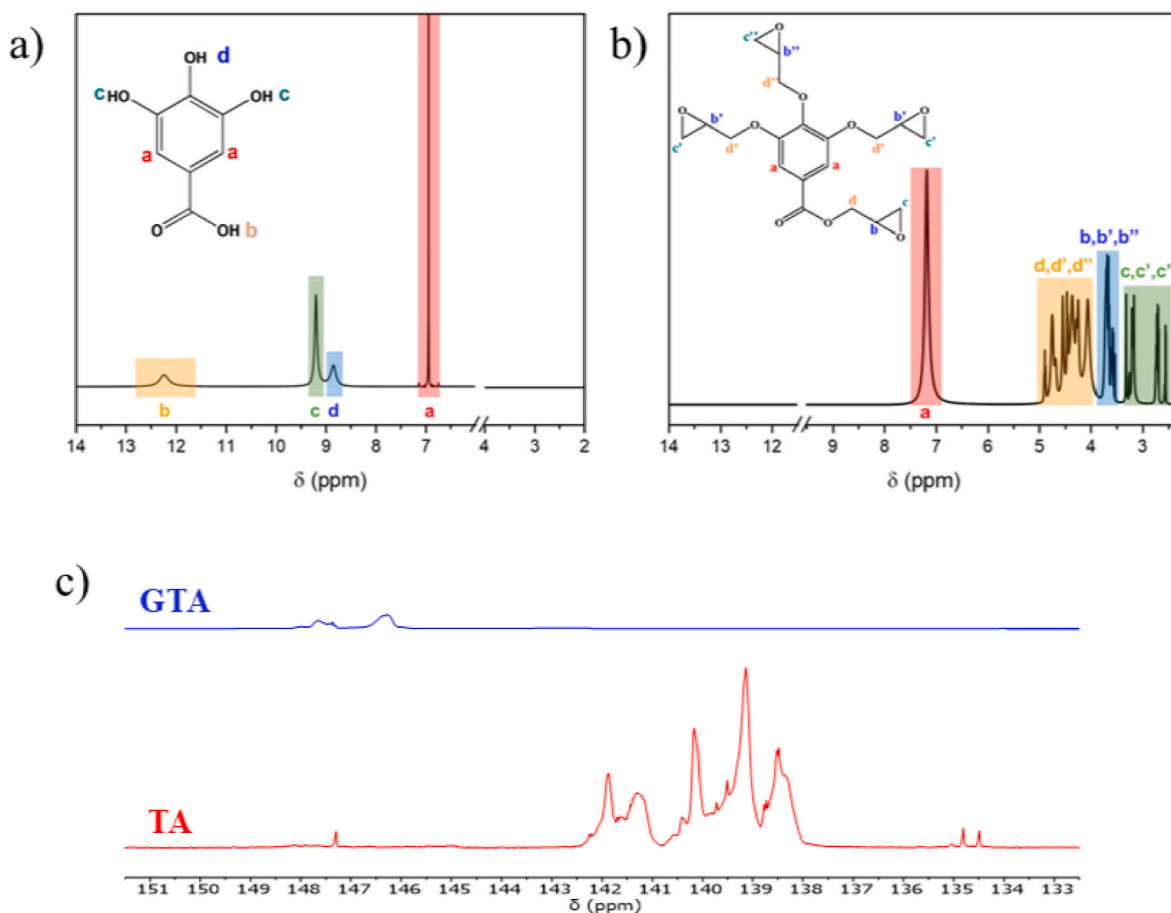 a)
OH d
c HO OH c
a a
O OH b
b c d a
14 13 12 11 10 9 8 7 6 4 3 2
δ (ppm)
b)
O
c''
b''
d''
O
O b' O O b' O
c' d' d' c'
a a
d c
O O b O
b,b',b''
d,d',d'' c,c',c'
a
14 13 12 9 8 7 6 5 4 3
δ (ppm)
c)
GTA
TA
151 150 149 148 147 146 145 144 143 142 141 140 139 138 137 136 135 134 133
δ (ppm)